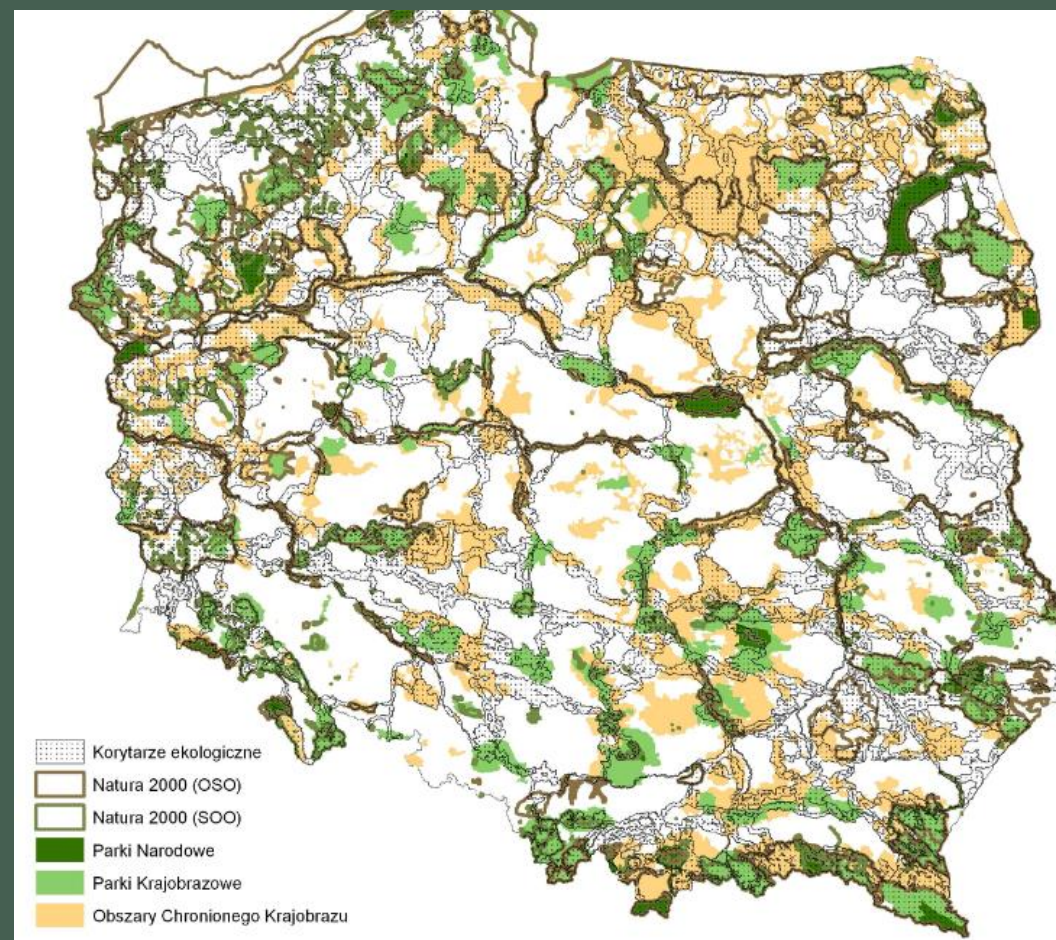 Korytarze ekologiczne
Natura 2000 (OSO)
Natura 2000 (SOO)
Parki Narodowe
Parki Krajobrazowe
Obszary Chronionego Krajobrazu